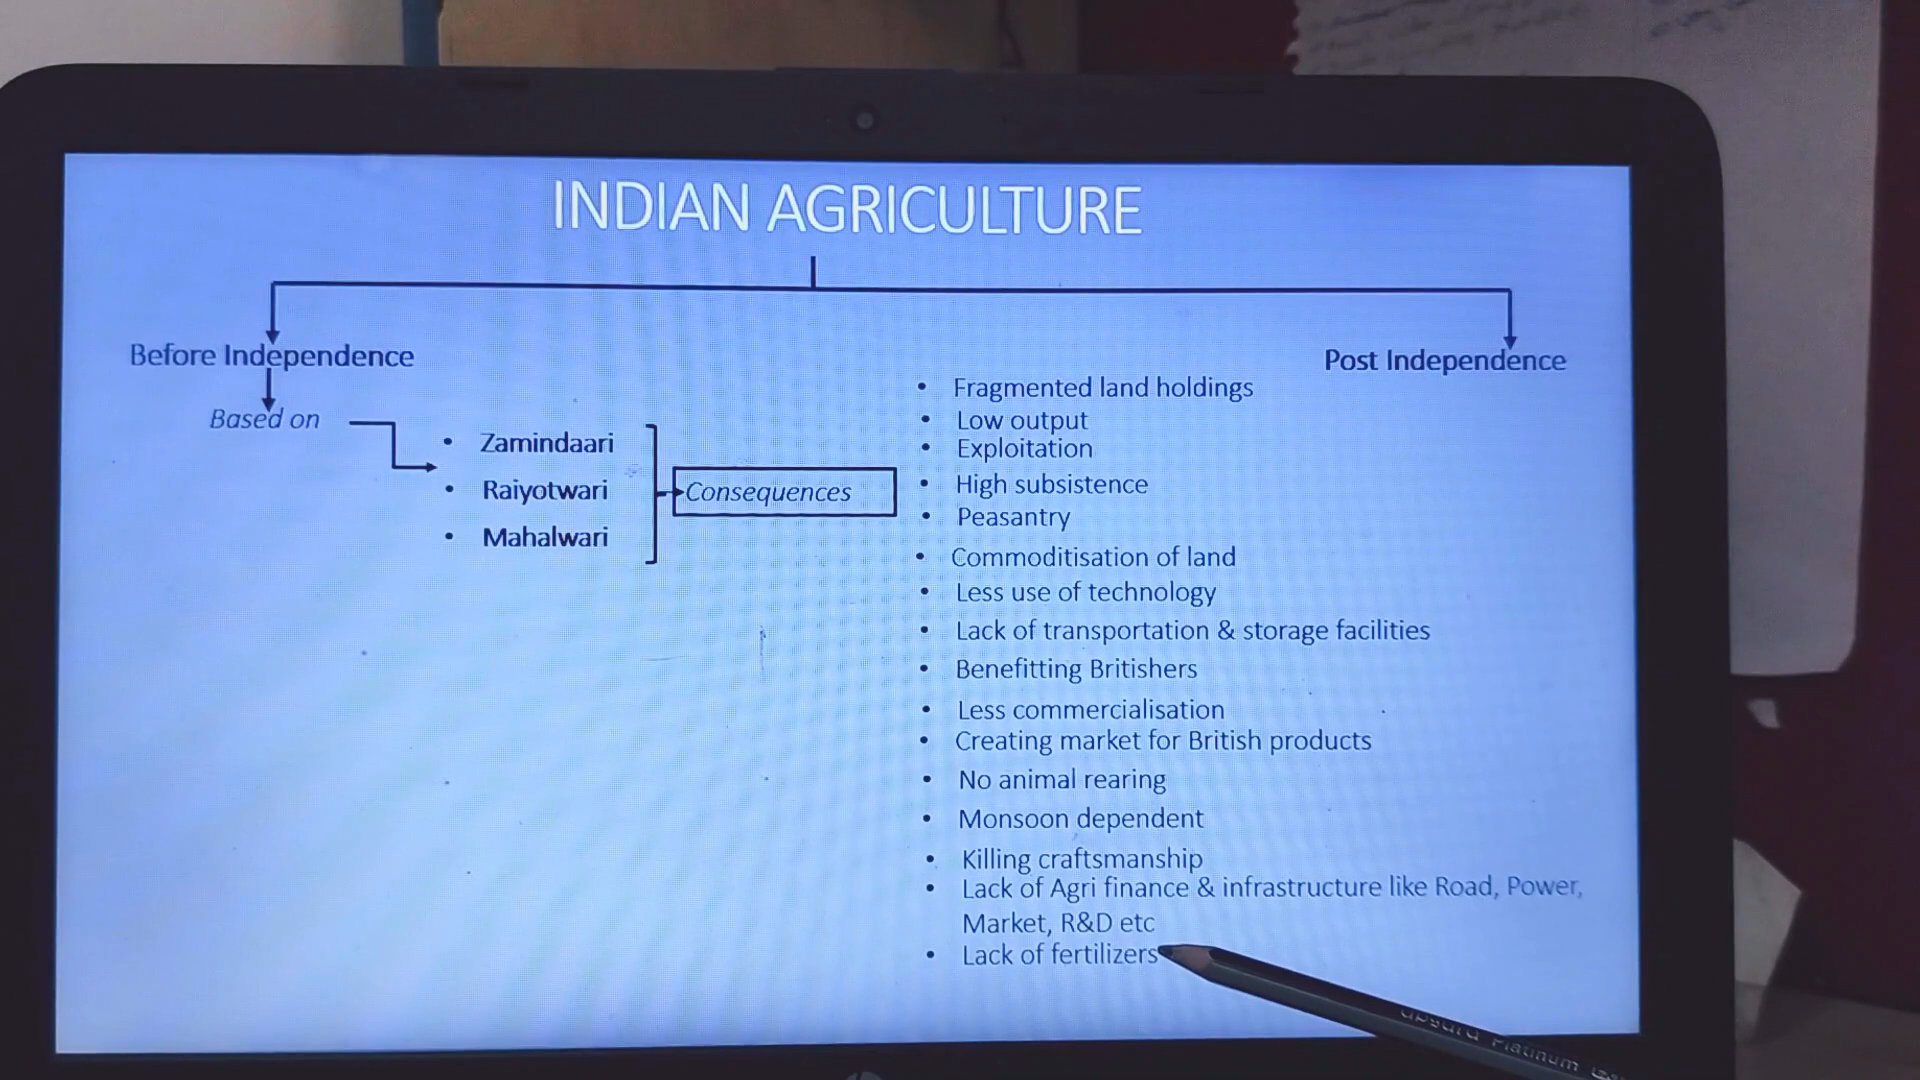 INDIAN AGRICULTURE
Before Independence
Post Independence
Based on
• Zamindaari
• Raiyotwari
• Mahalwari
Consequences
• Fragmented land holdings
• Low output
• Exploitation
• High subsistence
• Peasantry
• Commoditisation of land
• Less use of technology
• Lack of transportation & storage facilities
• Benefitting Britishers
• Less commercialisation
• Creating market for British products
• No animal rearing
• Monsoon dependent
• Killing craftsmanship
• Lack of Agri finance & infrastructure like Road, Power,
Market, R&D etc
• Lack of fertilizers
Platinum